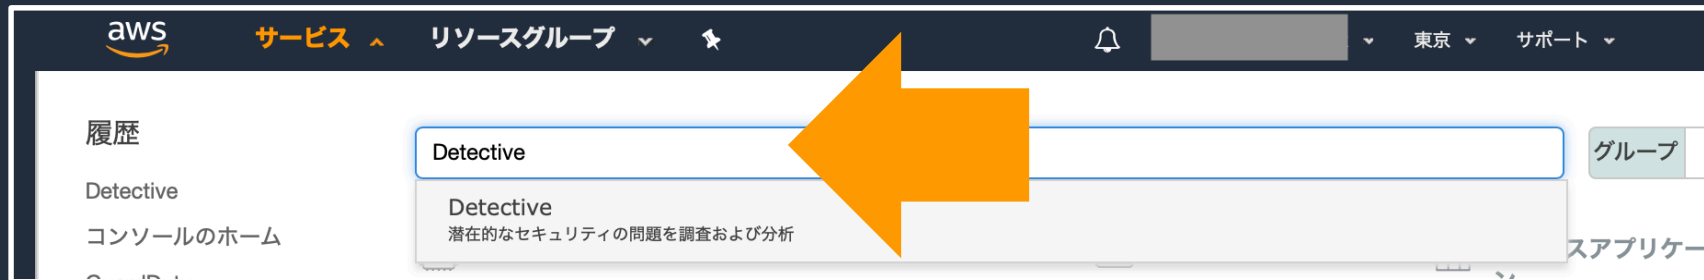 aws サービス リソースグループ 東京 サポート
履歴
Detective
グループ
Detective
Detective
潜在的なセキュリティの問題を調査および分析
コンソールのホーム
スアプリケー